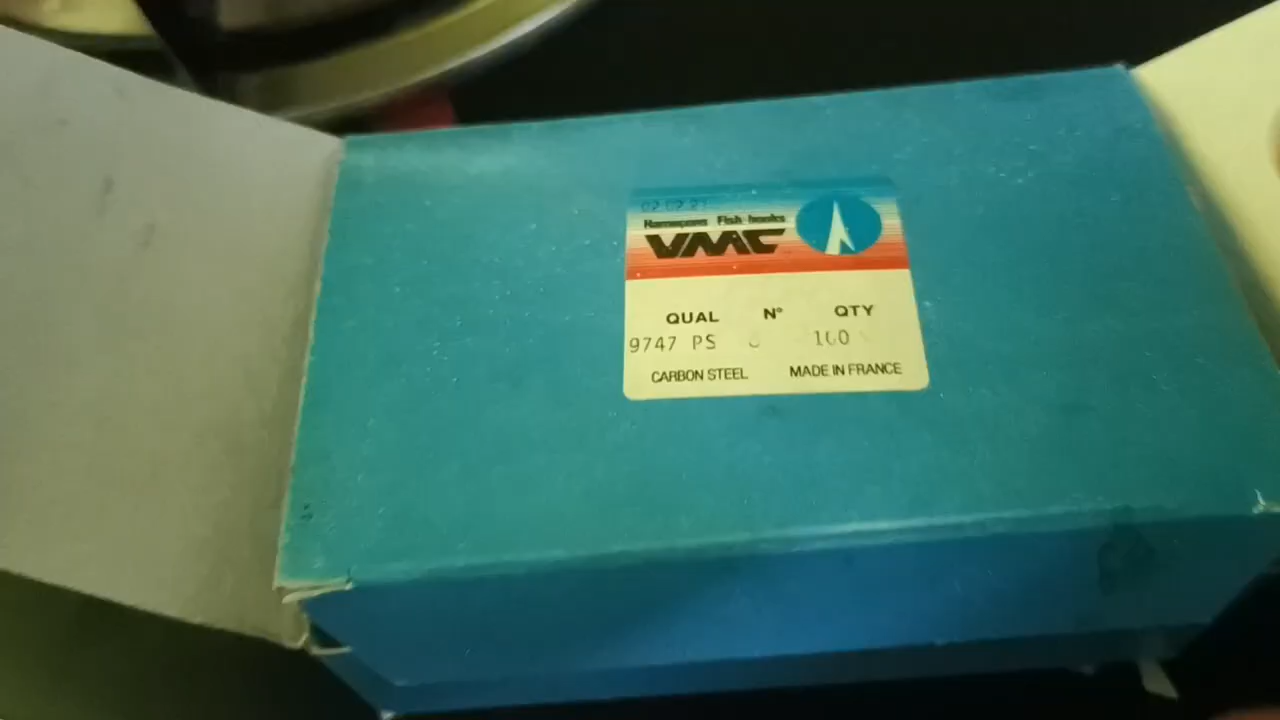 Hameçons Fish hooks
VMC
QUAL N° QTY
9747 PS 100
CARBON STEEL MADE IN FRANCE